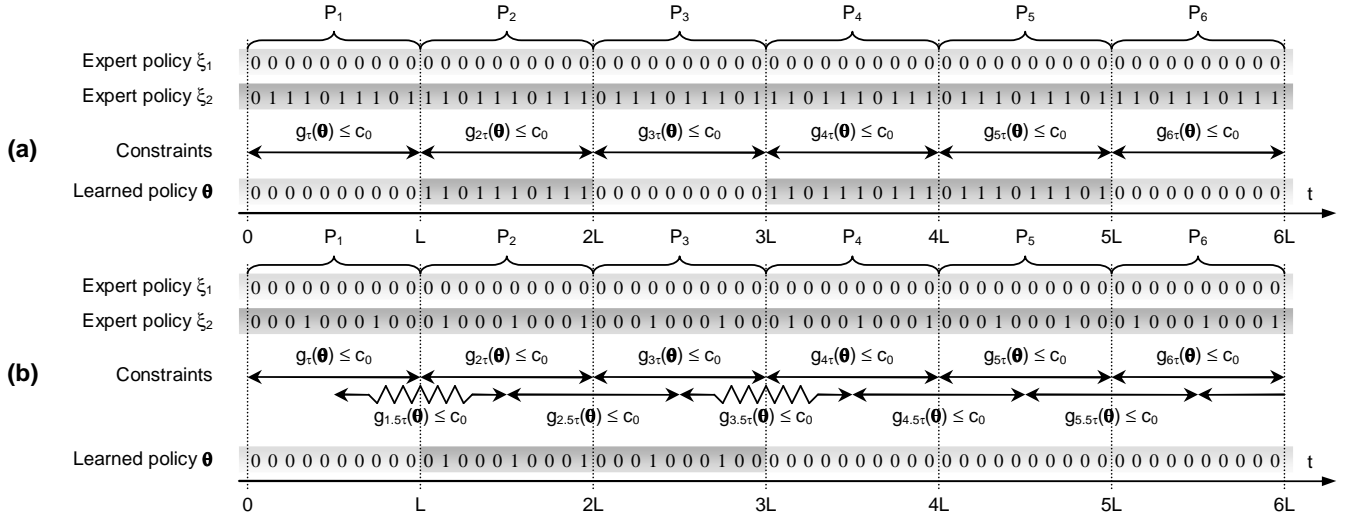 P₁ P₂ P₃ P₄ P₅ P₆
Expert policy ξ₁ 0 0 0 0 0 0 0 0 0 0 0 0 0 0 0 0 0 0 0 0 0 0 0 0 0 0 0 0 0 0 0 0 0 0 0 0 0 0 0 0 0 0 0 0 0 0 0 0 0 0 0 0 0 0 0 0 0 0 0 0
Expert policy ξ₂ 0 1 1 1 0 1 1 1 0 1 1 1 0 1 1 1 0 1 1 1 0 1 1 1 0 1 1 1 0 1 1 1 0 1 1 1 0 1 1 1 0 1 1 1 0 1 1 1 0 1 1 1 0 1 1 1 0 1 1 1
g_τ(θ) ≤ c₀ g_2τ(θ) ≤ c₀ g_3τ(θ) ≤ c₀ g_4τ(θ) ≤ c₀ g_5τ(θ) ≤ c₀ g_6τ(θ) ≤ c₀
(a) Constraints
Learned policy θ 0 0 0 0 0 0 0 0 0 0 1 1 0 1 1 1 0 1 1 1 0 0 0 0 0 0 0 0 0 0 1 1 0 1 1 1 0 1 1 1 0 1 1 1 0 1 1 1 0 1 0 0 0 0 0 0 0 0 0 0 t
0 L 2L 3L 4L 5L 6L
P₁ P₂ P₃ P₄ P₅ P₆
Expert policy ξ₁ 0 0 0 0 0 0 0 0 0 0 0 0 0 0 0 0 0 0 0 0 0 0 0 0 0 0 0 0 0 0 0 0 0 0 0 0 0 0 0 0 0 0 0 0 0 0 0 0 0 0 0 0 0 0 0 0 0 0 0 0
Expert policy ξ₂ 0 0 0 1 0 0 0 1 0 0 0 1 0 0 0 1 0 0 0 1 0 0 0 1 0 0 0 1 0 0 0 1 0 0 0 1 0 0 0 1 0 0 0 1 0 0 0 1 0 0 0 1 0 0 0 1 0 0 0 1
g_τ(θ) ≤ c₀ g_2τ(θ) ≤ c₀ g_3τ(θ) ≤ c₀ g_4τ(θ) ≤ c₀ g_5τ(θ) ≤ c₀ g_6τ(θ) ≤ c₀
(b) Constraints
g_1.5τ(θ) ≤ c₀ g_2.5τ(θ) ≤ c₀ g_3.5τ(θ) ≤ c₀ g_4.5τ(θ) ≤ c₀ g_5.5τ(θ) ≤ c₀
Learned policy θ 0 0 0 0 0 0 0 0 0 0 0 1 0 0 0 1 0 0 0 1 0 0 0 1 0 0 0 1 0 0 0 0 0 0 0 0 0 0 0 0 0 0 0 0 0 0 0 0 0 0 0 0 0 0 0 0 0 0 0 0 t
0 L 2L 3L 4L 5L 6L